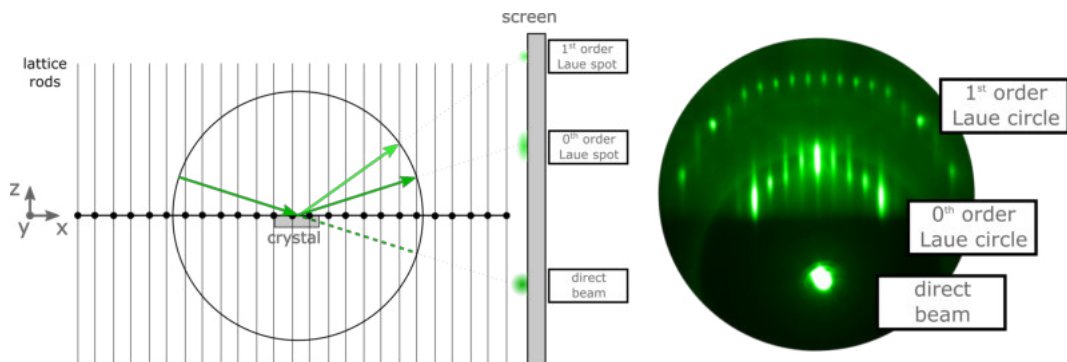 screen
1st order
Laue spot
lattice
rods
0th order
Laue spot
z
y
x
crystal
direct
beam
1st order
Laue circle
0th order
Laue circle
direct
beam